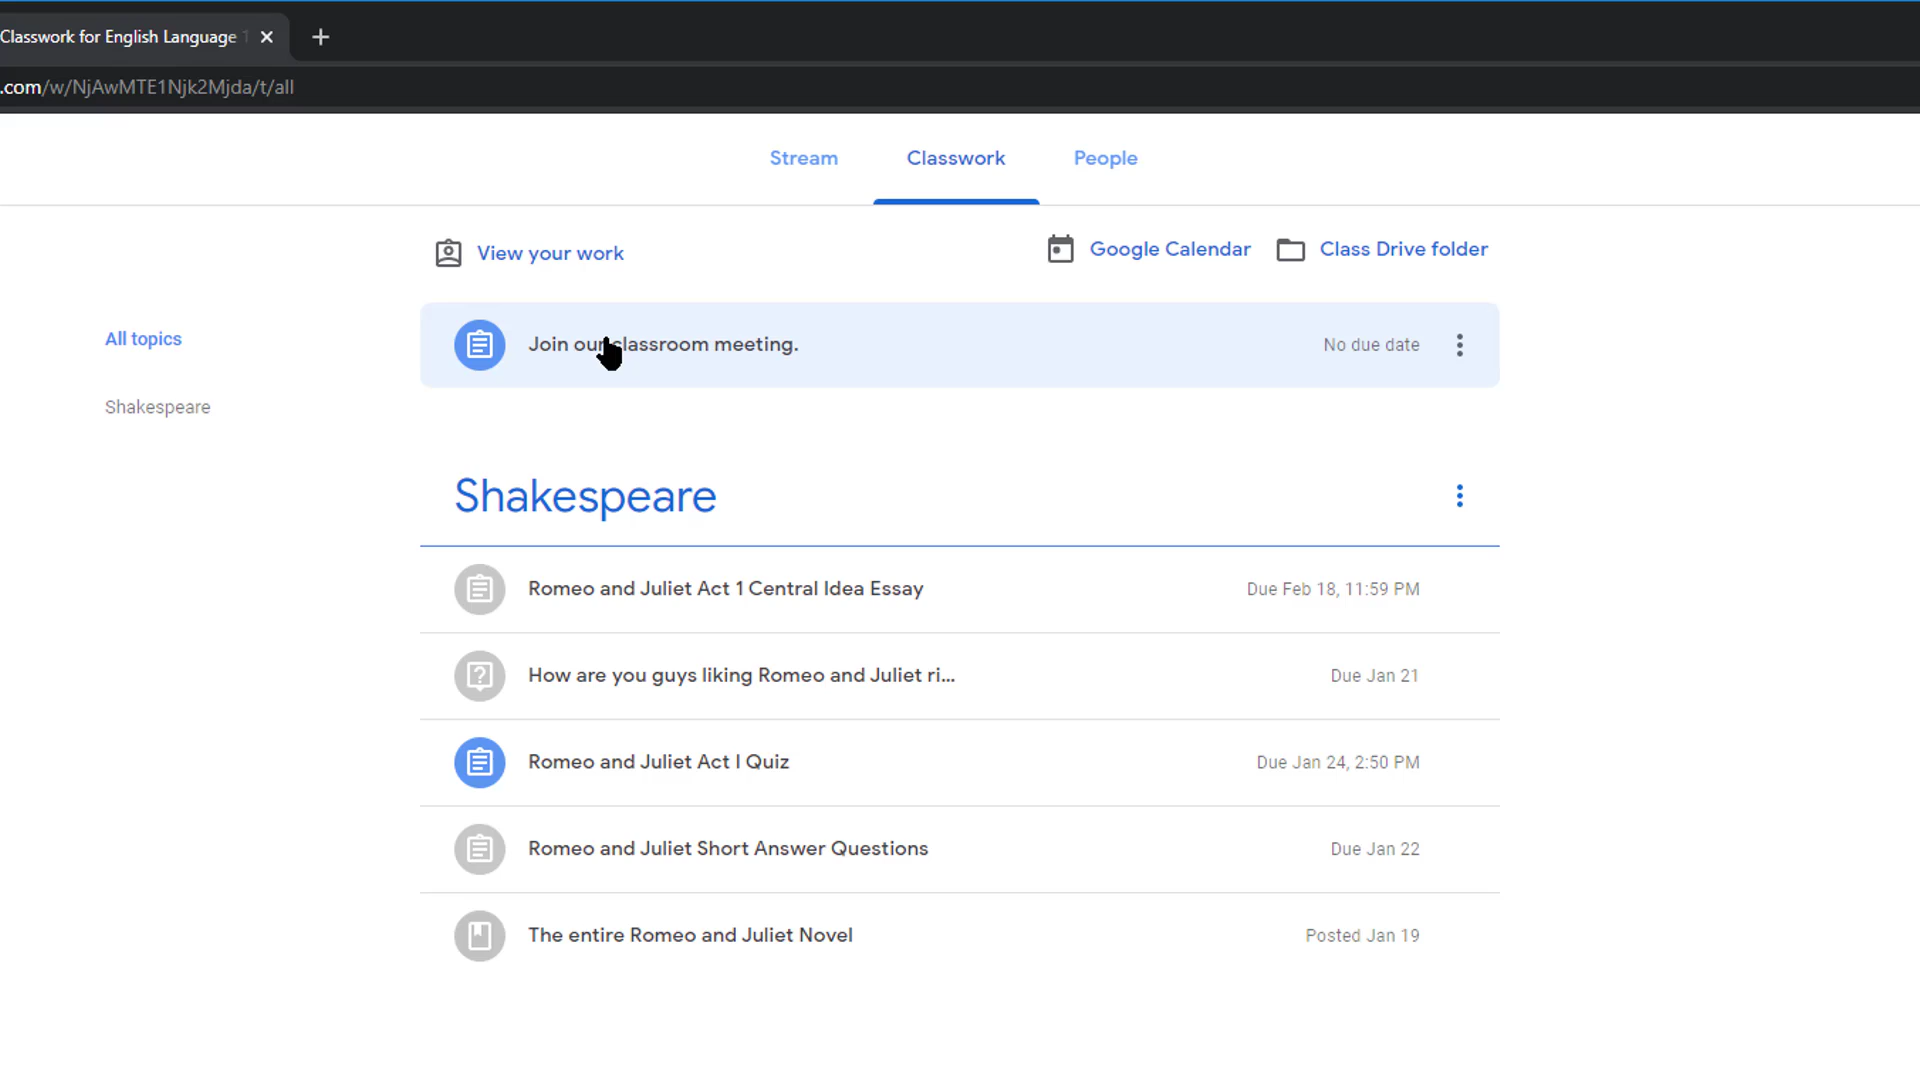 Classwork for English Language
.com/w/NjAwMTE1Njk2Mjda/t/all
Stream
Classwork
People
View your work
Google Calendar
Class Drive folder
All topics
Shakespeare
Join our classroom meeting.
No due date
Shakespeare
Romeo and Juliet Act 1 Central Idea Essay
Due Feb 18, 11:59 PM
How are you guys liking Romeo and Juliet ri...
Due Jan 21
Romeo and Juliet Act I Quiz
Due Jan 24, 2:50 PM
Romeo and Juliet Short Answer Questions
Due Jan 22
The entire Romeo and Juliet Novel
Posted Jan 19